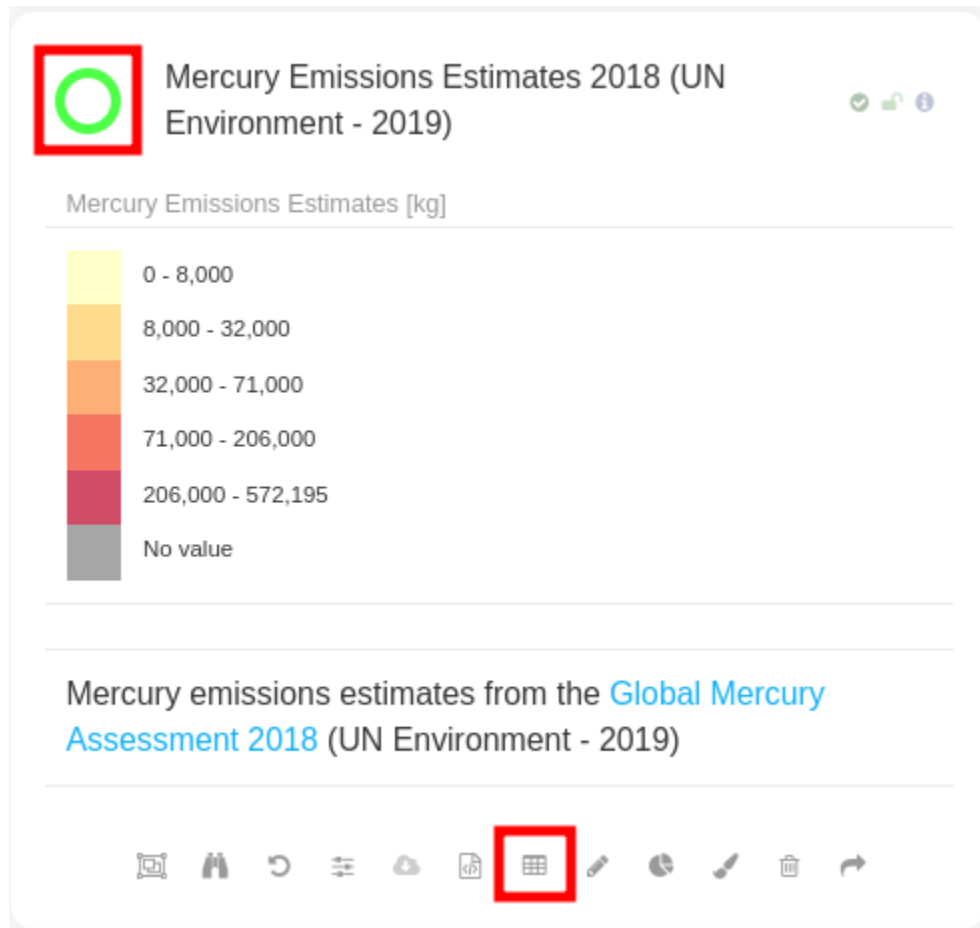 Mercury Emissions Estimates 2018 (UN
Environment - 2019)
Mercury Emissions Estimates [kg]
0 - 8,000
8,000 - 32,000
32,000 - 71,000
71,000 - 206,000
206,000 - 572,195
No value
Mercury emissions estimates from the Global Mercury
Assessment 2018 (UN Environment - 2019)